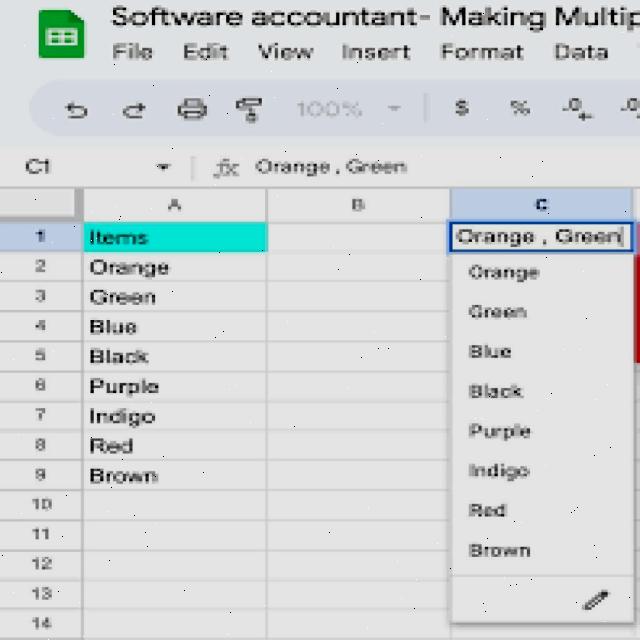 Software accountant- Making Multip
File Edit View Insert Format Data
100% $ % .0 .0
C1 fx Orange , Green
A B C
1 Items Orange , Green
2 Orange
3 Green
4 Blue
5 Black
6 Purple
7 Indigo
8 Red
9 Brown
10
11
12
13
14
Orange
Green
Blue
Black
Purple
Indigo
Red
Brown